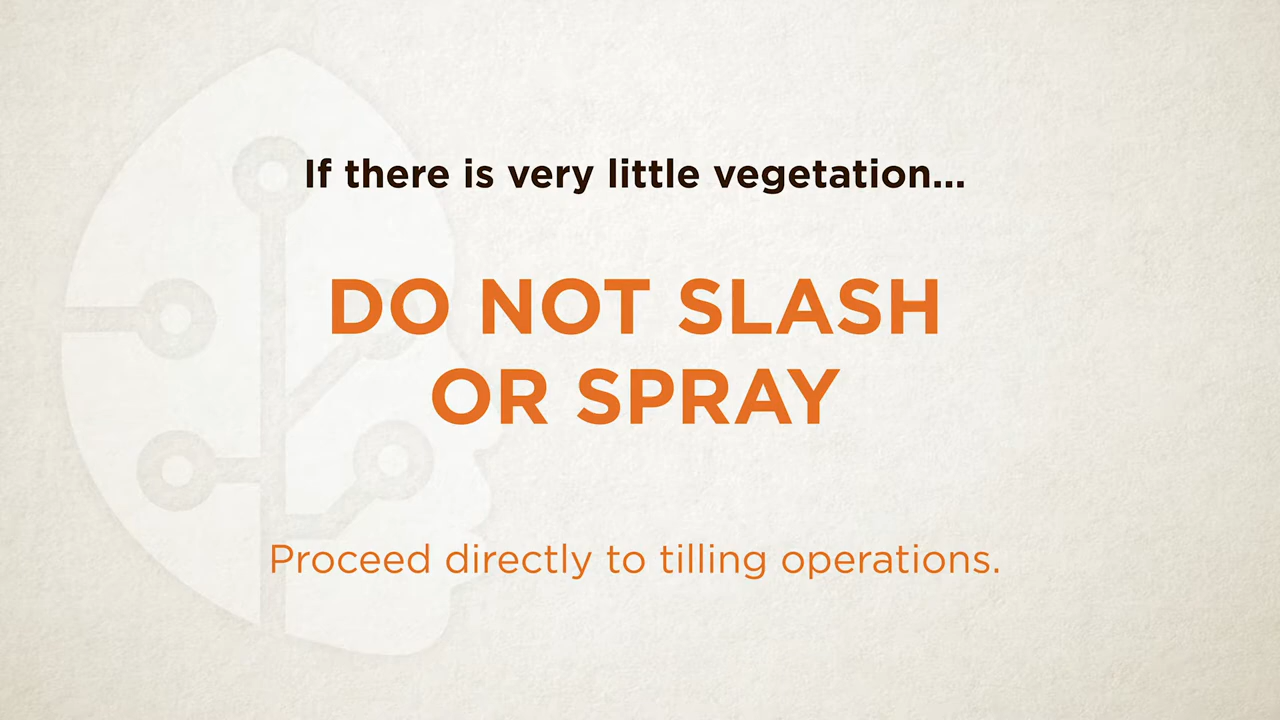 If there is very little vegetation...
DO NOT SLASH
OR SPRAY
Proceed directly to tilling operations.